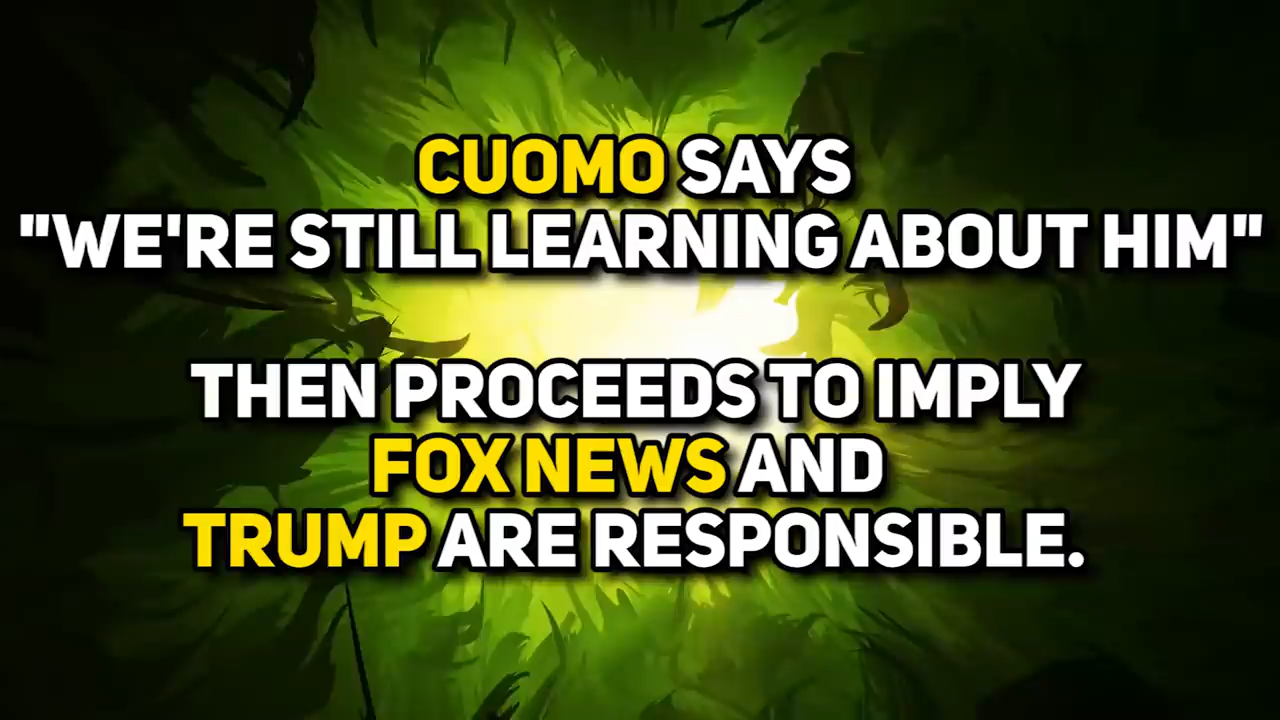 CUOMO SAYS
"WE'RE STILL LEARNING ABOUT HIM"
THEN PROCEEDS TO IMPLY
FOX NEWS AND
TRUMP ARE RESPONSIBLE.